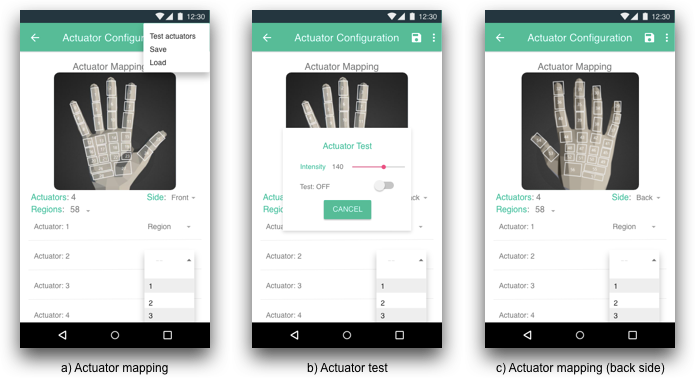 12:30
Actuator Configur
Test actuators
Save
Load
Actuator Mapping
Actuators: 4
Side: Front
Regions: 58
Actuator: 1
Region
Actuator: 2
--
Actuator: 3
1
2
Actuator: 4
3
a) Actuator mapping
12:30
Actuator Configuration
Actuator Mapping
Actuator Test
Intensity 140
Test: OFF
CANCEL
ack
Regio
Actua
Actuator: 2
--
Actuator: 3
1
2
Actuator: 4
3
b) Actuator test
12:30
Actuator Configuration
Actuator Mapping
Actuators: 4
Side: Back
Regions: 58
Actuator: 1
Region
Actuator: 2
--
Actuator: 3
1
2
Actuator: 4
3
c) Actuator mapping (back side)